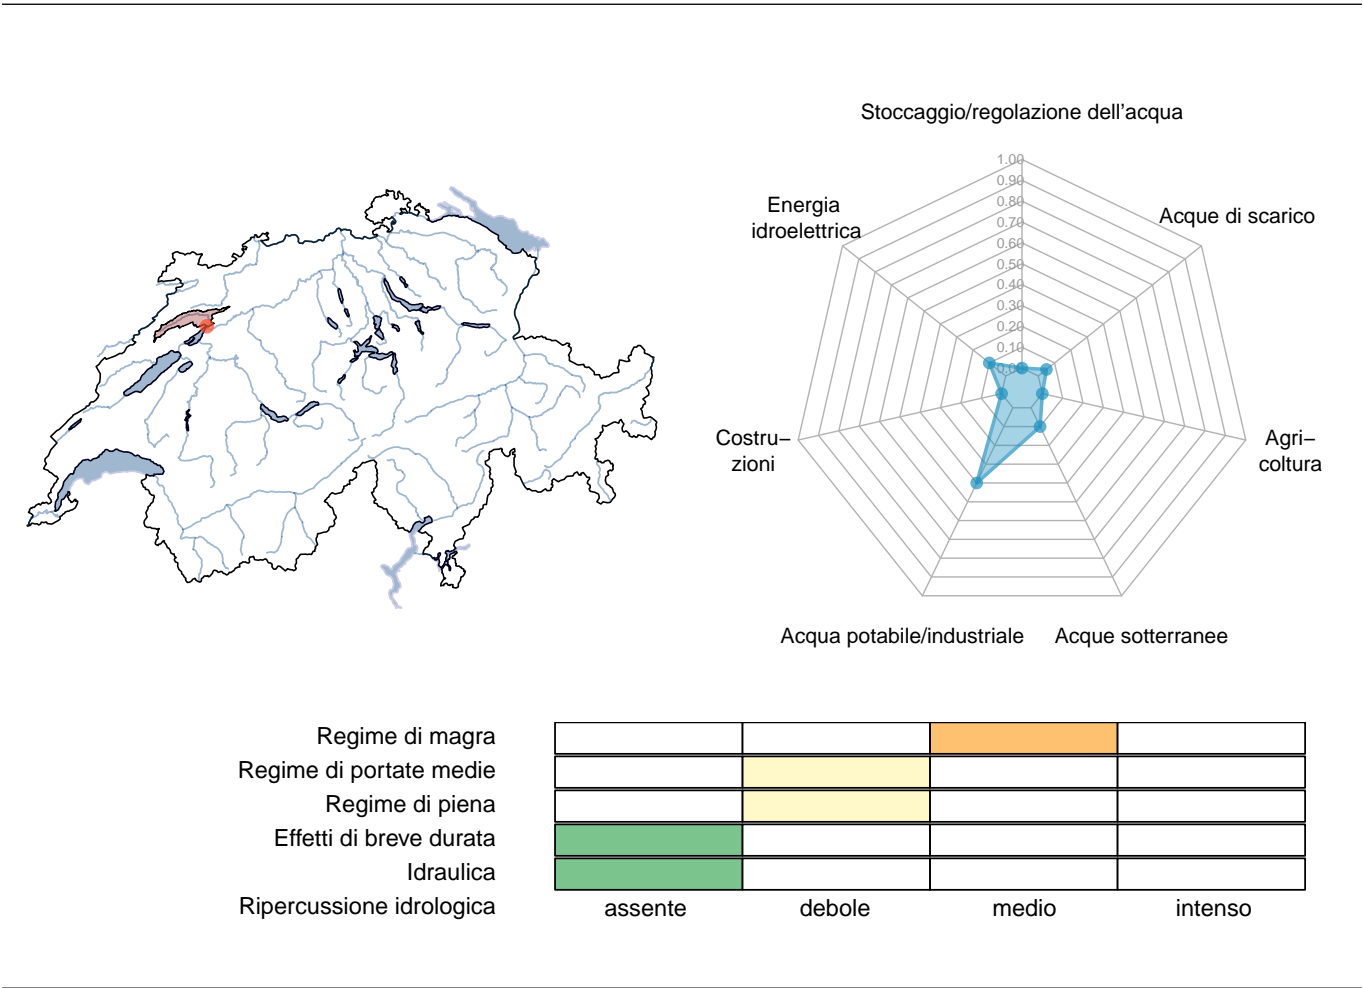 Stoccaggio/regolazione dell'acqua
1.00
0.90
0.80
0.70
0.60
0.50
0.40
0.30
0.20
0.10
Energia
idroelettrica
Acque di scarico
Costru–
zioni
Agri–
coltura
Acqua potabile/industriale
Acque sotterranee
Regime di magra
Regime di portate medie
Regime di piena
Effetti di breve durata
Idraulica
Ripercussione idrologica assente debole medio intenso